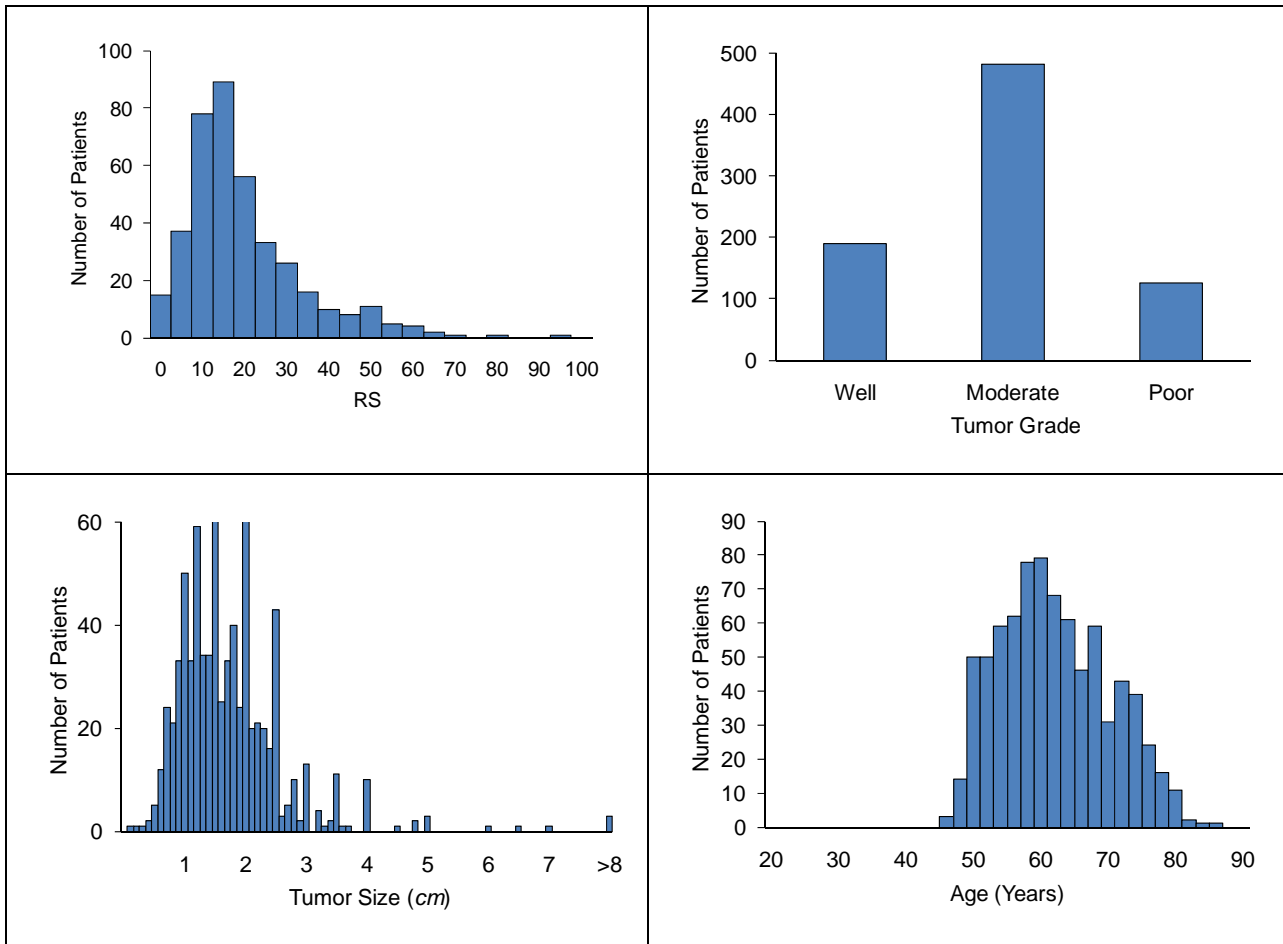 100
80
60
40
20
0
Number of Patients
0 10 20 30 40 50 60 70 80 90 100
RS
500
400
300
200
100
0
Number of Patients
Well Moderate Poor
Tumor Grade
60
40
20
0
Number of Patients
1 2 3 4 5 6 7 >8
Tumor Size (cm)
90
80
70
60
50
40
30
20
10
0
Number of Patients
20 30 40 50 60 70 80 90
Age (Years)